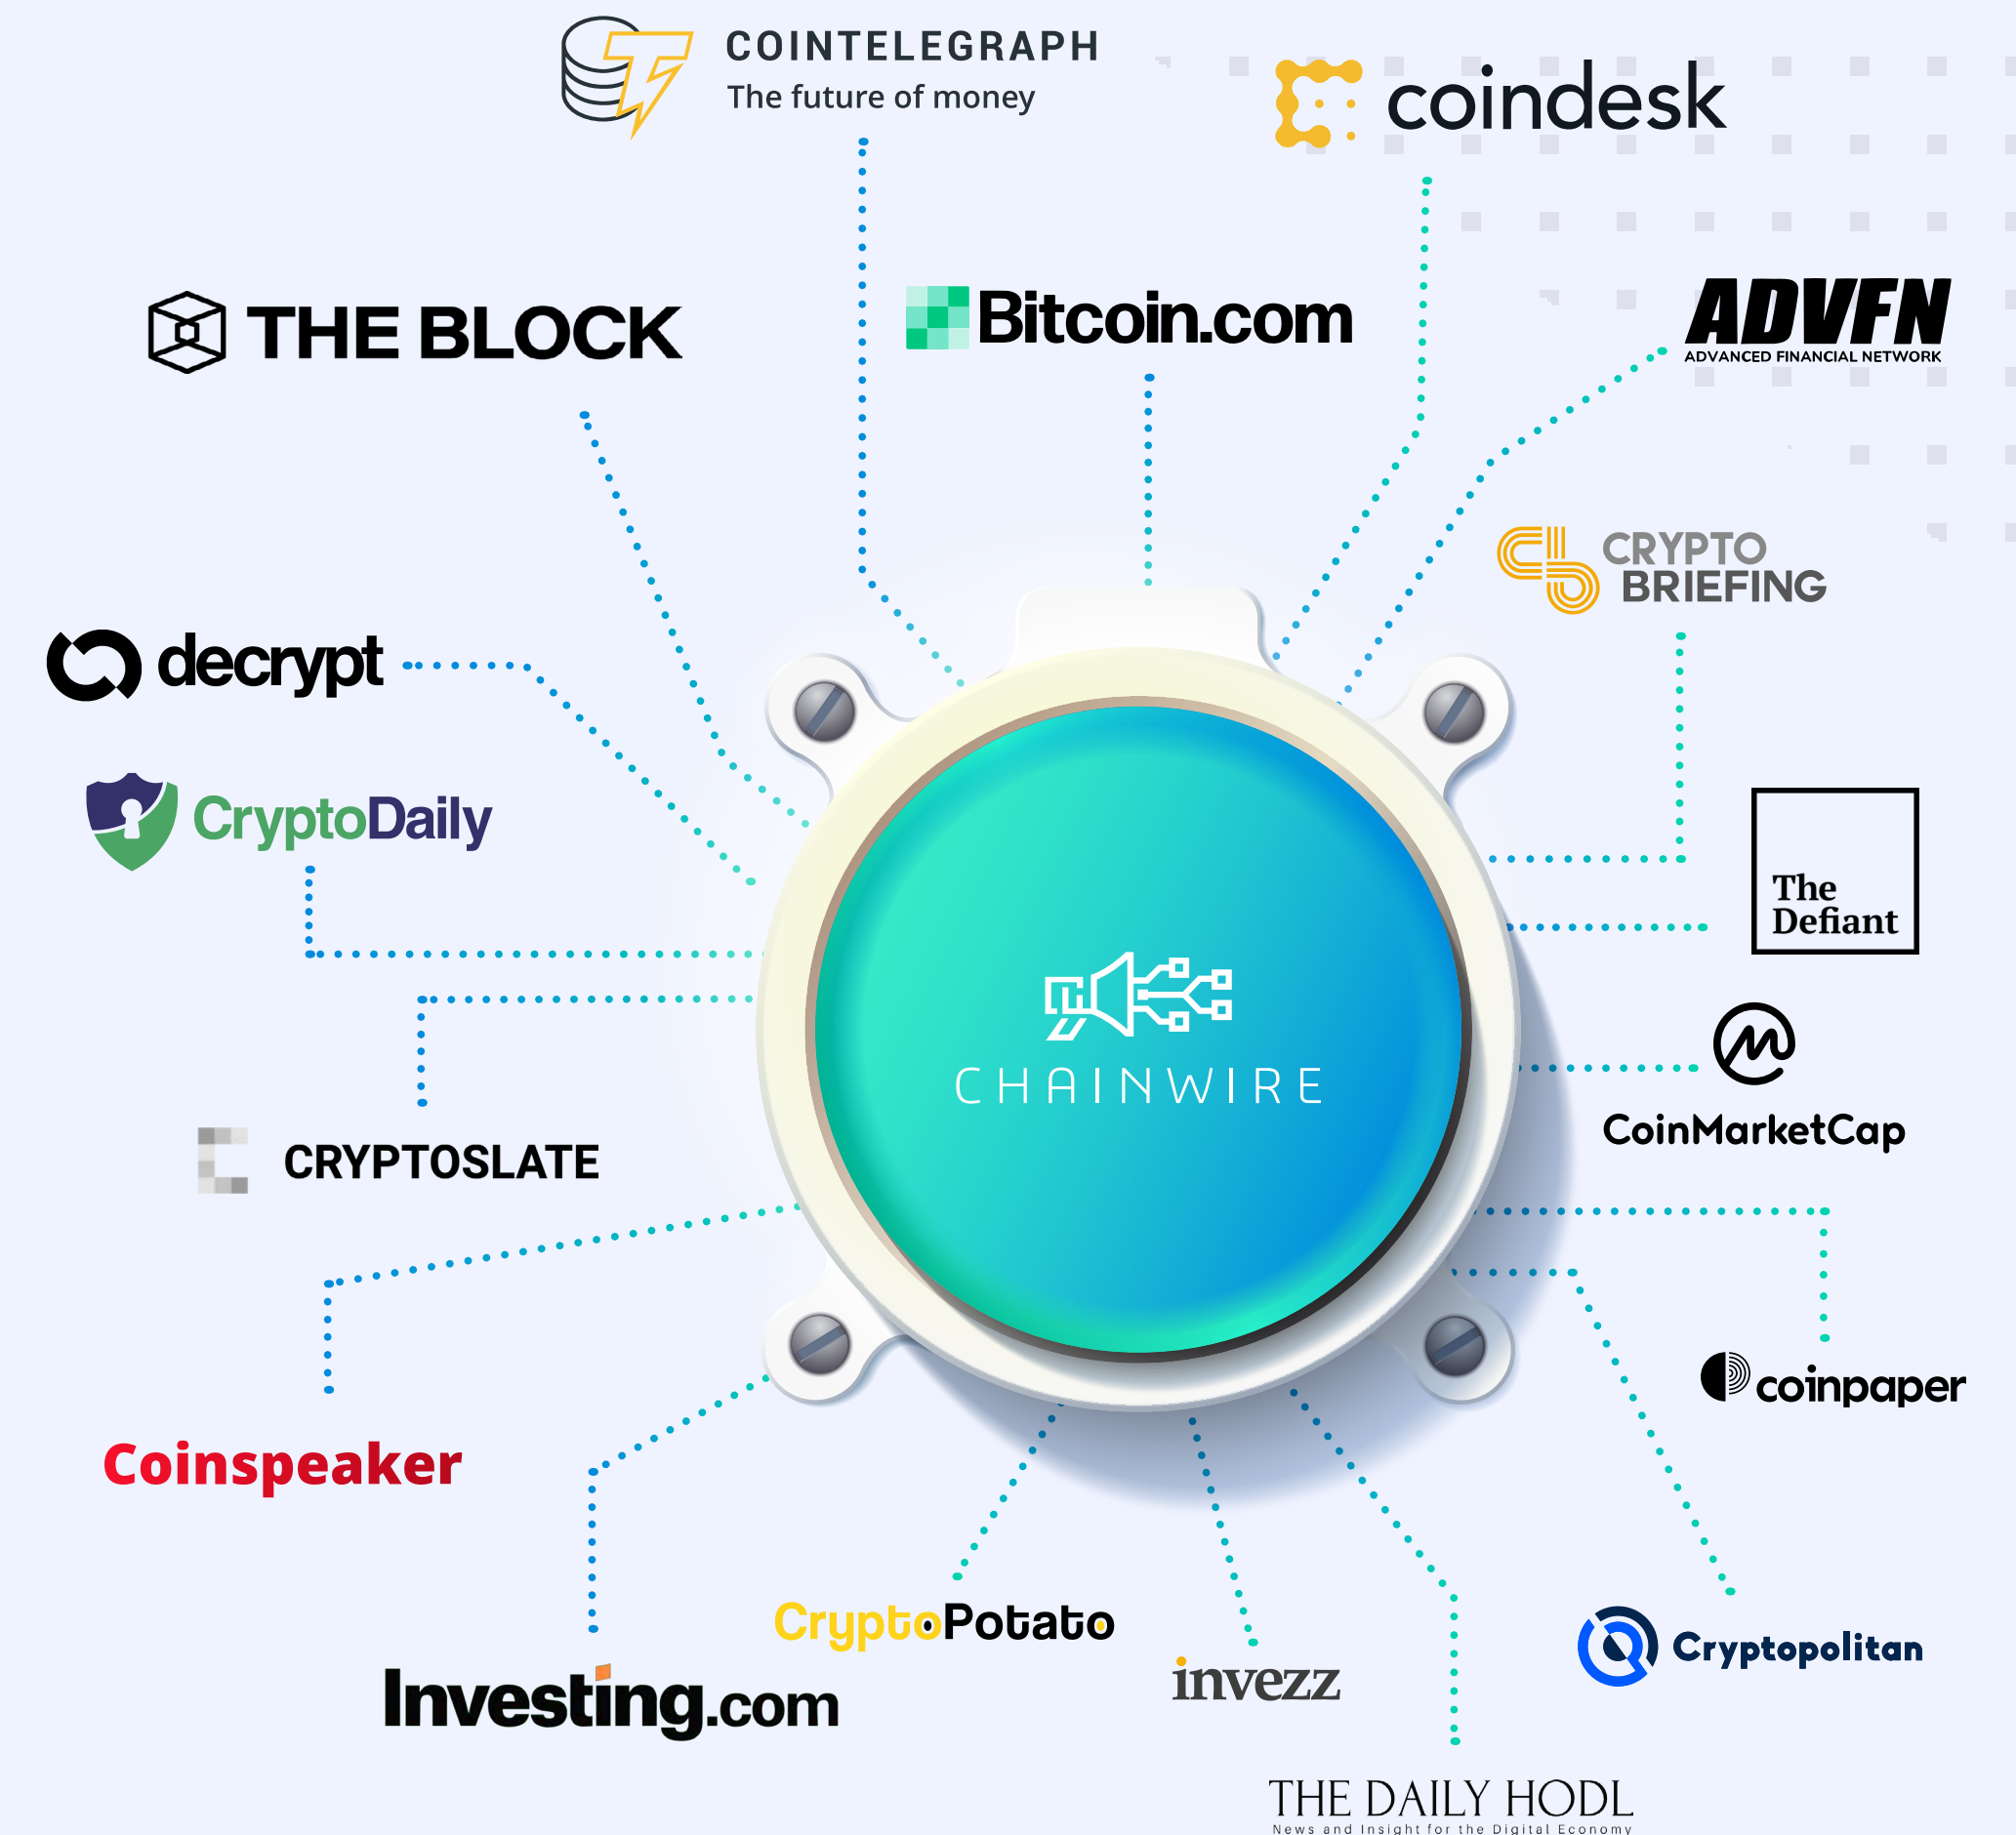 COINTELEGRAPH
The future of money
coindesk
THE BLOCK
Bitcoin.com
ADVFN
ADVANCED FINANCIAL NETWORK
CRYPTO
BRIEFING
decrypt
CryptoDaily
The
Defiant
CHAINWIRE
CoinMarketCap
CRYPTOSLATE
coinpaper
Coinspeaker
CryptoPotato
Cryptopolitan
invezz
Investing.com
THE DAILY HODL
News and Insight for the Digital Economy